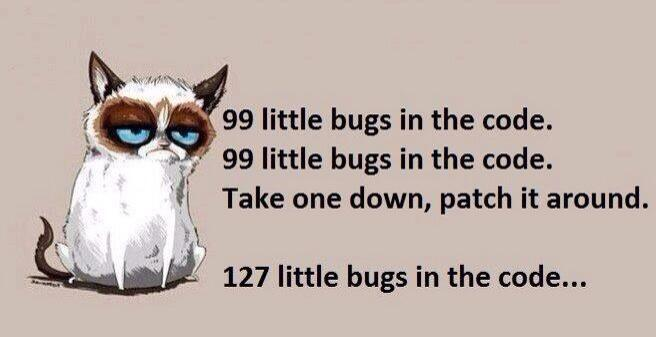 99 little bugs in the code.
99 little bugs in the code.
Take one down, patch it around.
127 little bugs in the code...